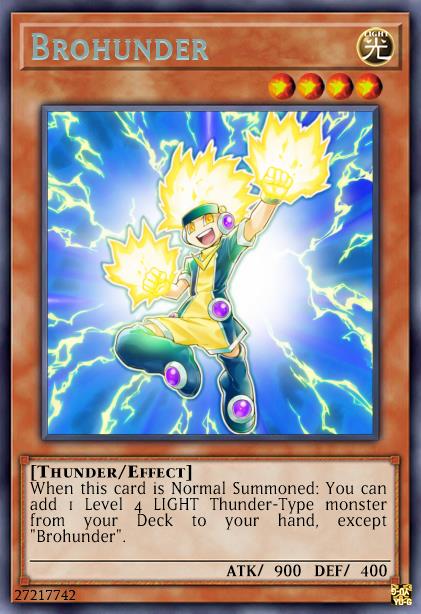 BROHUNDER
LIGHT
光
[THUNDER/EFFECT]
When this card is Normal Summoned: You can
add 1 Level 4 LIGHT Thunder-Type monster
from your Deck to your hand, except
"Brohunder".
ATK/ 900 DEF/ 400
27217742